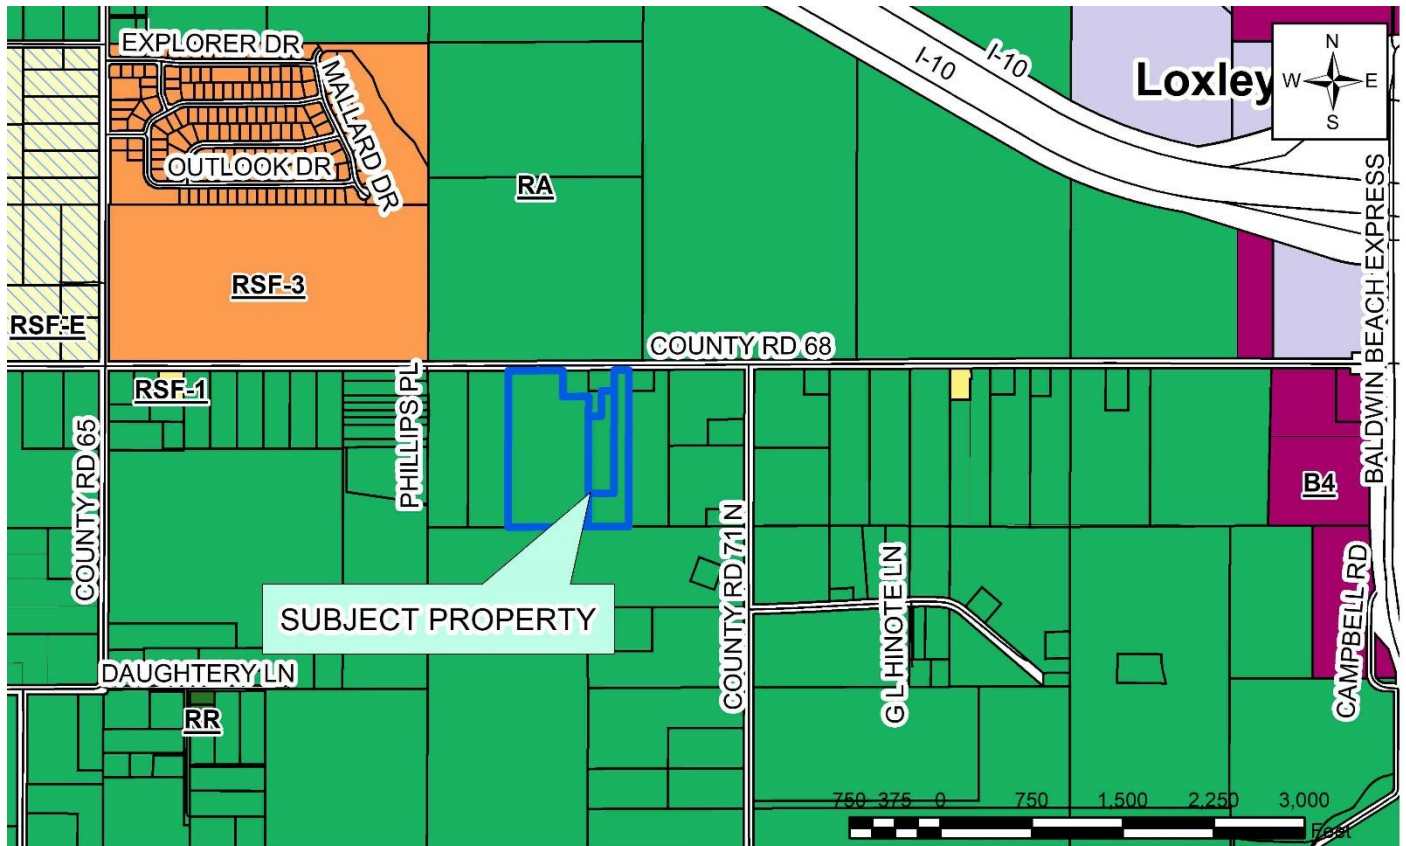 EXPLORER DR
I-10
I-10
Loxley
N
W
E
S
MALLARD DR
OUTLOOK DR
RA
BALDWIN BEACH EXPRESS
RSF-3
RSF-E
COUNTY RD 68
RSF-1
PHILLIPS PL
COUNTY RD 65
B4
COUNTY RD 71 N
G L HINOTE LN
CAMPBELL RD
SUBJECT PROPERTY
DAUGHTERY LN
RR
750 375 0 750 1,500 2,250 3,000
Feet